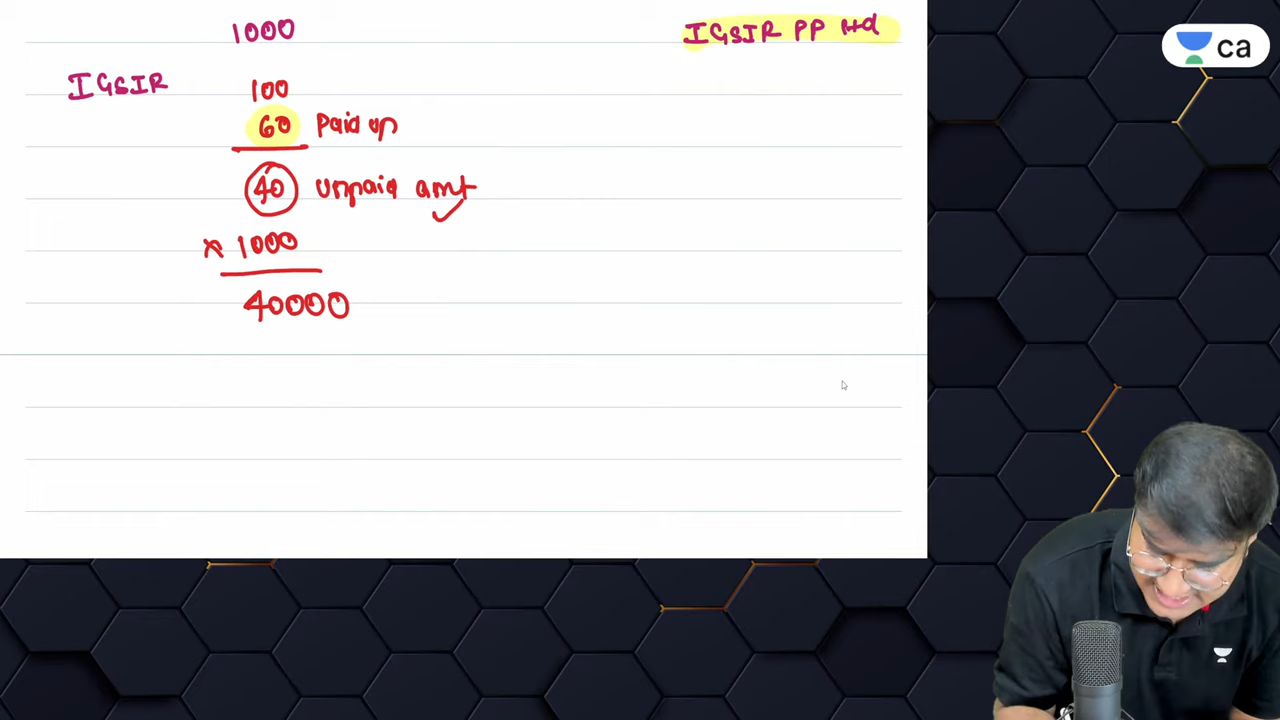 1000
IGSIR PP Ltd
ca
IGSIR 100
60 Paid up
40 unpaid amt
× 1000
40000